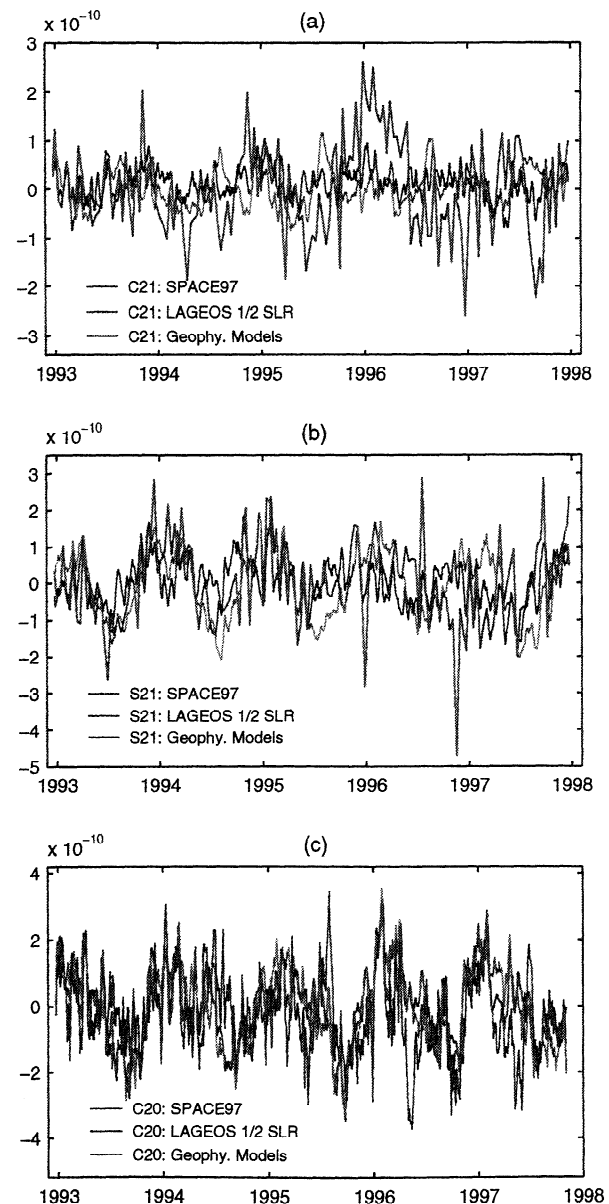 x 10⁻¹⁰ (a)
3
2
1
0
−1
−2
−3
C21: SPACE97
C21: LAGEOS 1/2 SLR
C21: Geophy. Models
1993 1994 1995 1996 1997 1998
x 10⁻¹⁰ (b)
3
2
1
0
−1
−2
−3
−4
−5
S21: SPACE97
S21: LAGEOS 1/2 SLR
S21: Geophy. Models
1993 1994 1995 1996 1997 1998
x 10⁻¹⁰ (c)
4
2
0
−2
−4
C20: SPACE97
C20: LAGEOS 1/2 SLR
C20: Geophy. Models
1993 1994 1995 1996 1997 1998